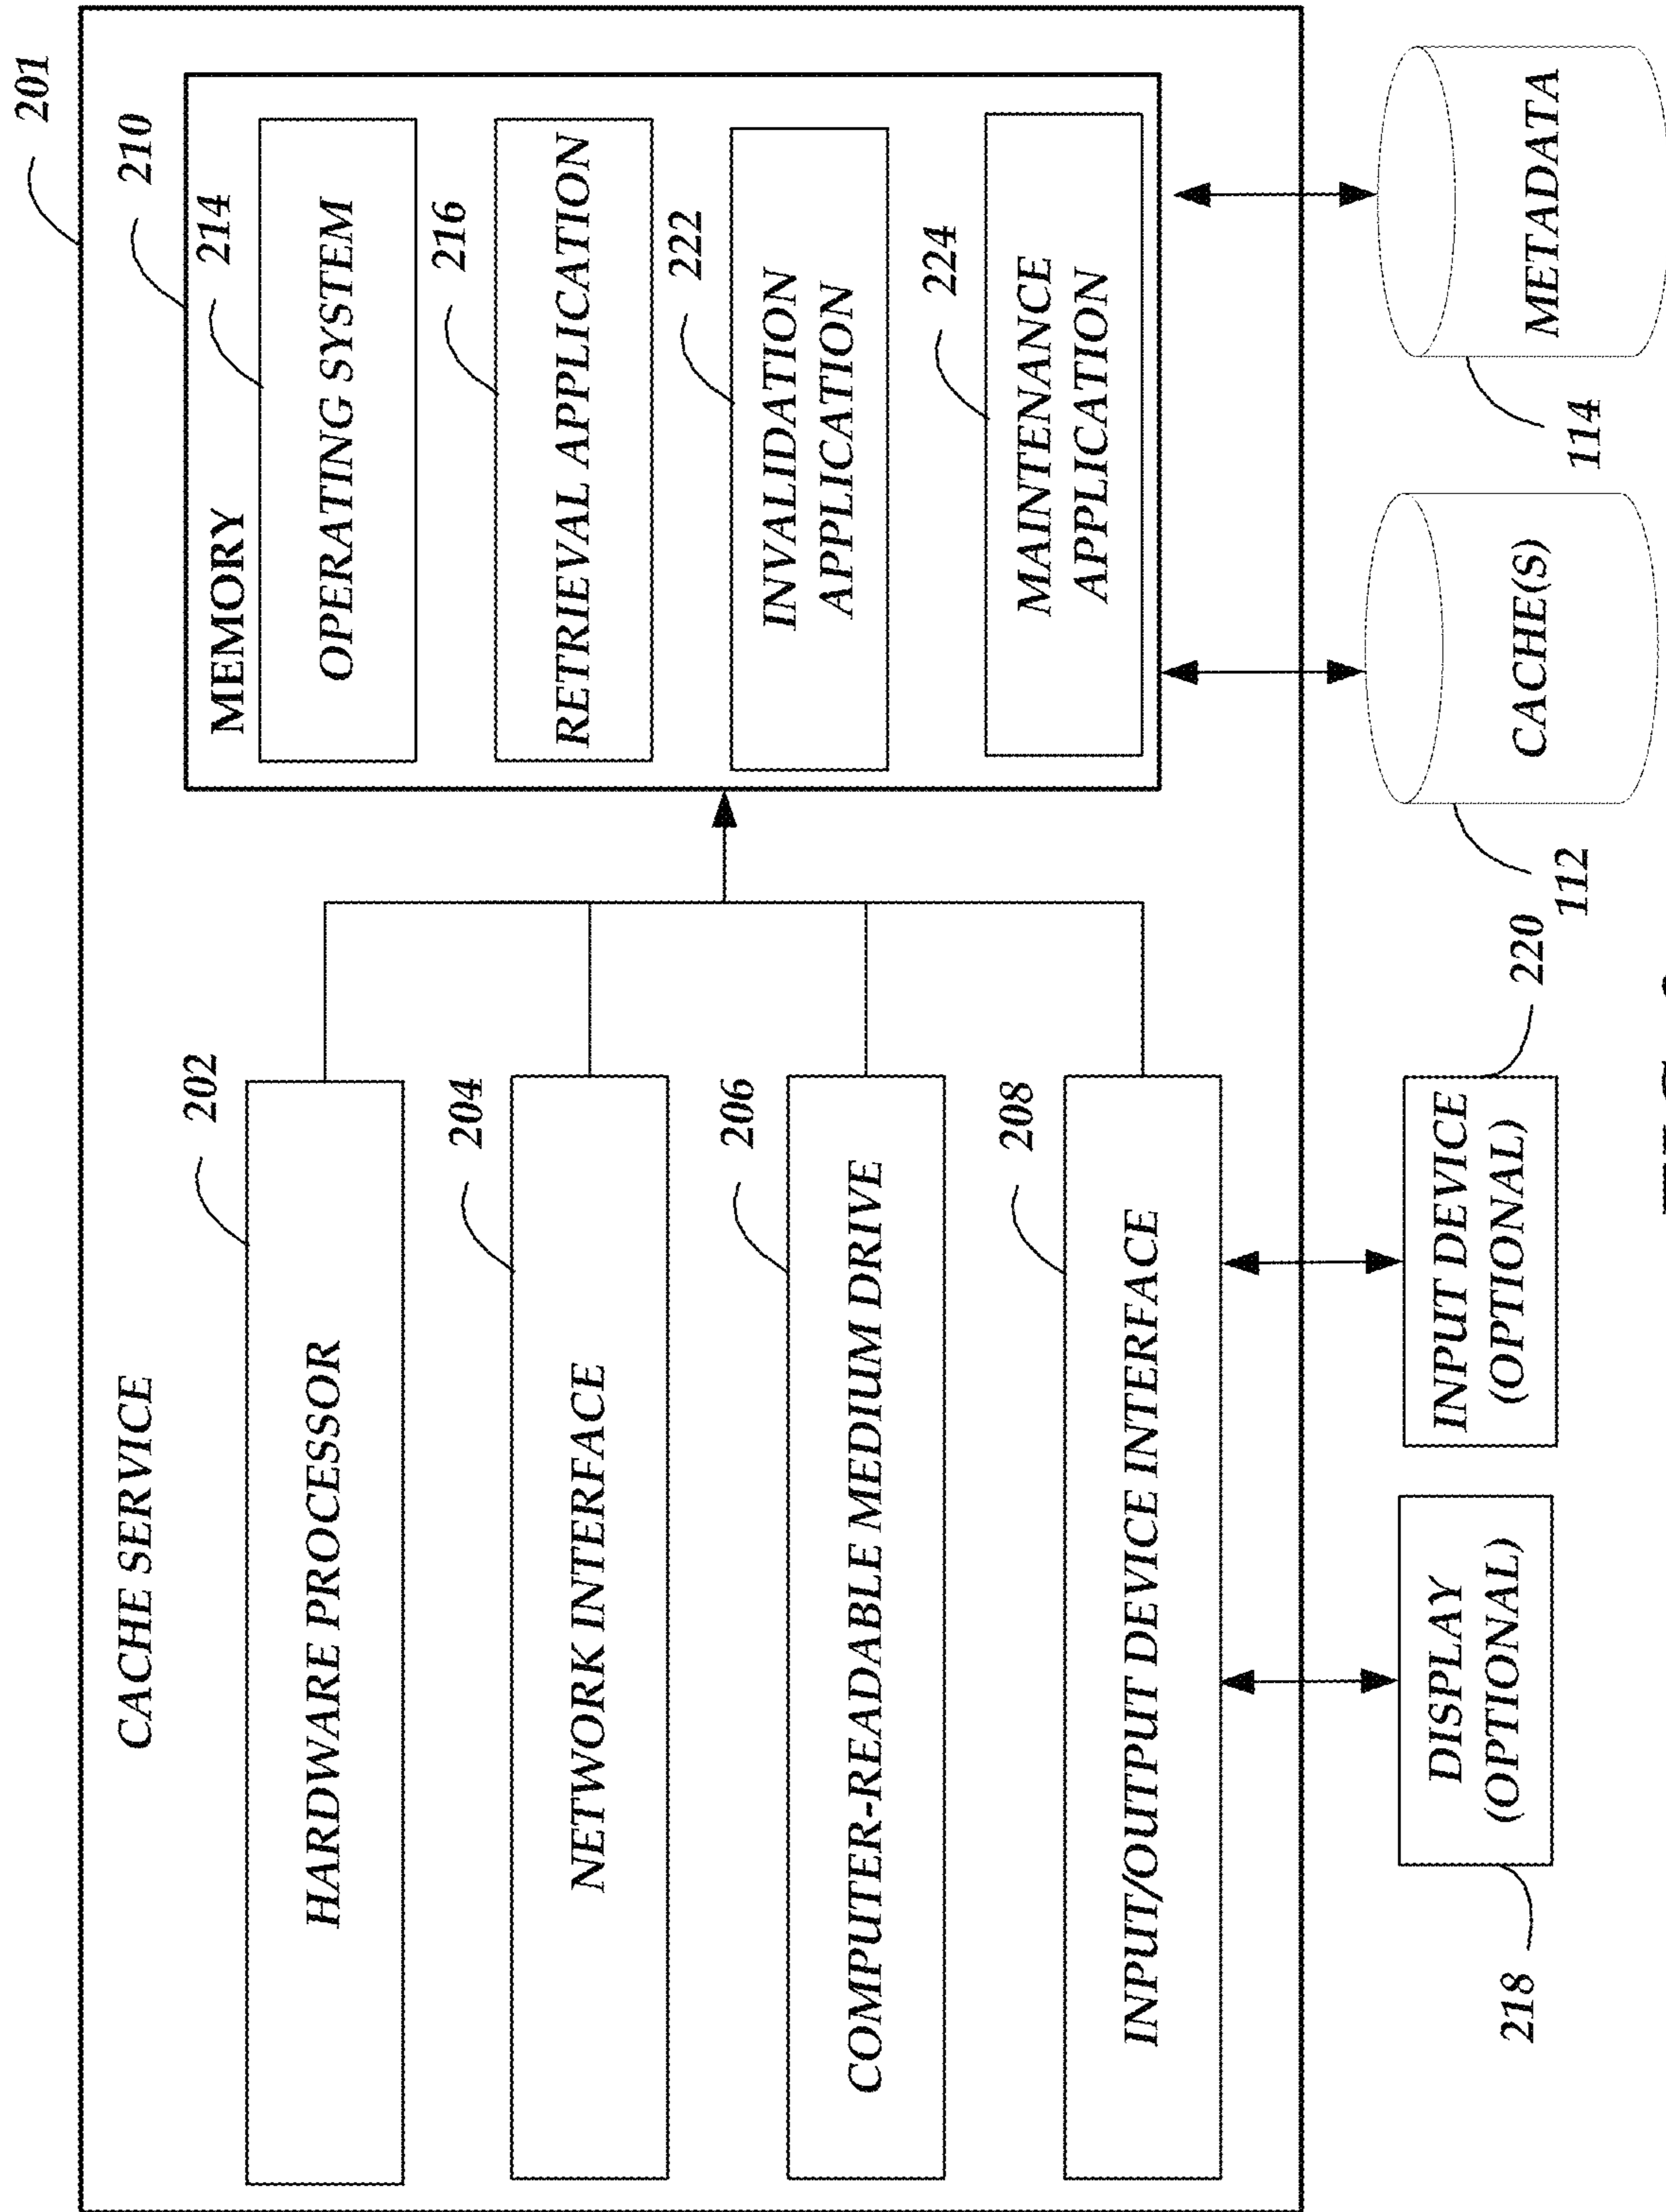 201
CACHE SERVICE
210
MEMORY
202
HARDWARE PROCESSOR
214
OPERATING SYSTEM
204
NETWORK INTERFACE
216
RETRIEVAL APPLICATION
206
COMPUTER-READABLE MEDIUM DRIVE
222
INVALIDATION
APPLICATION
208
INPUT/OUTPUT DEVICE INTERFACE
224
MAINTENANCE
APPLICATION
218
DISPLAY
(OPTIONAL)
INPUT DEVICE
(OPTIONAL)
220
112
CACHE(S)
114
METADATA